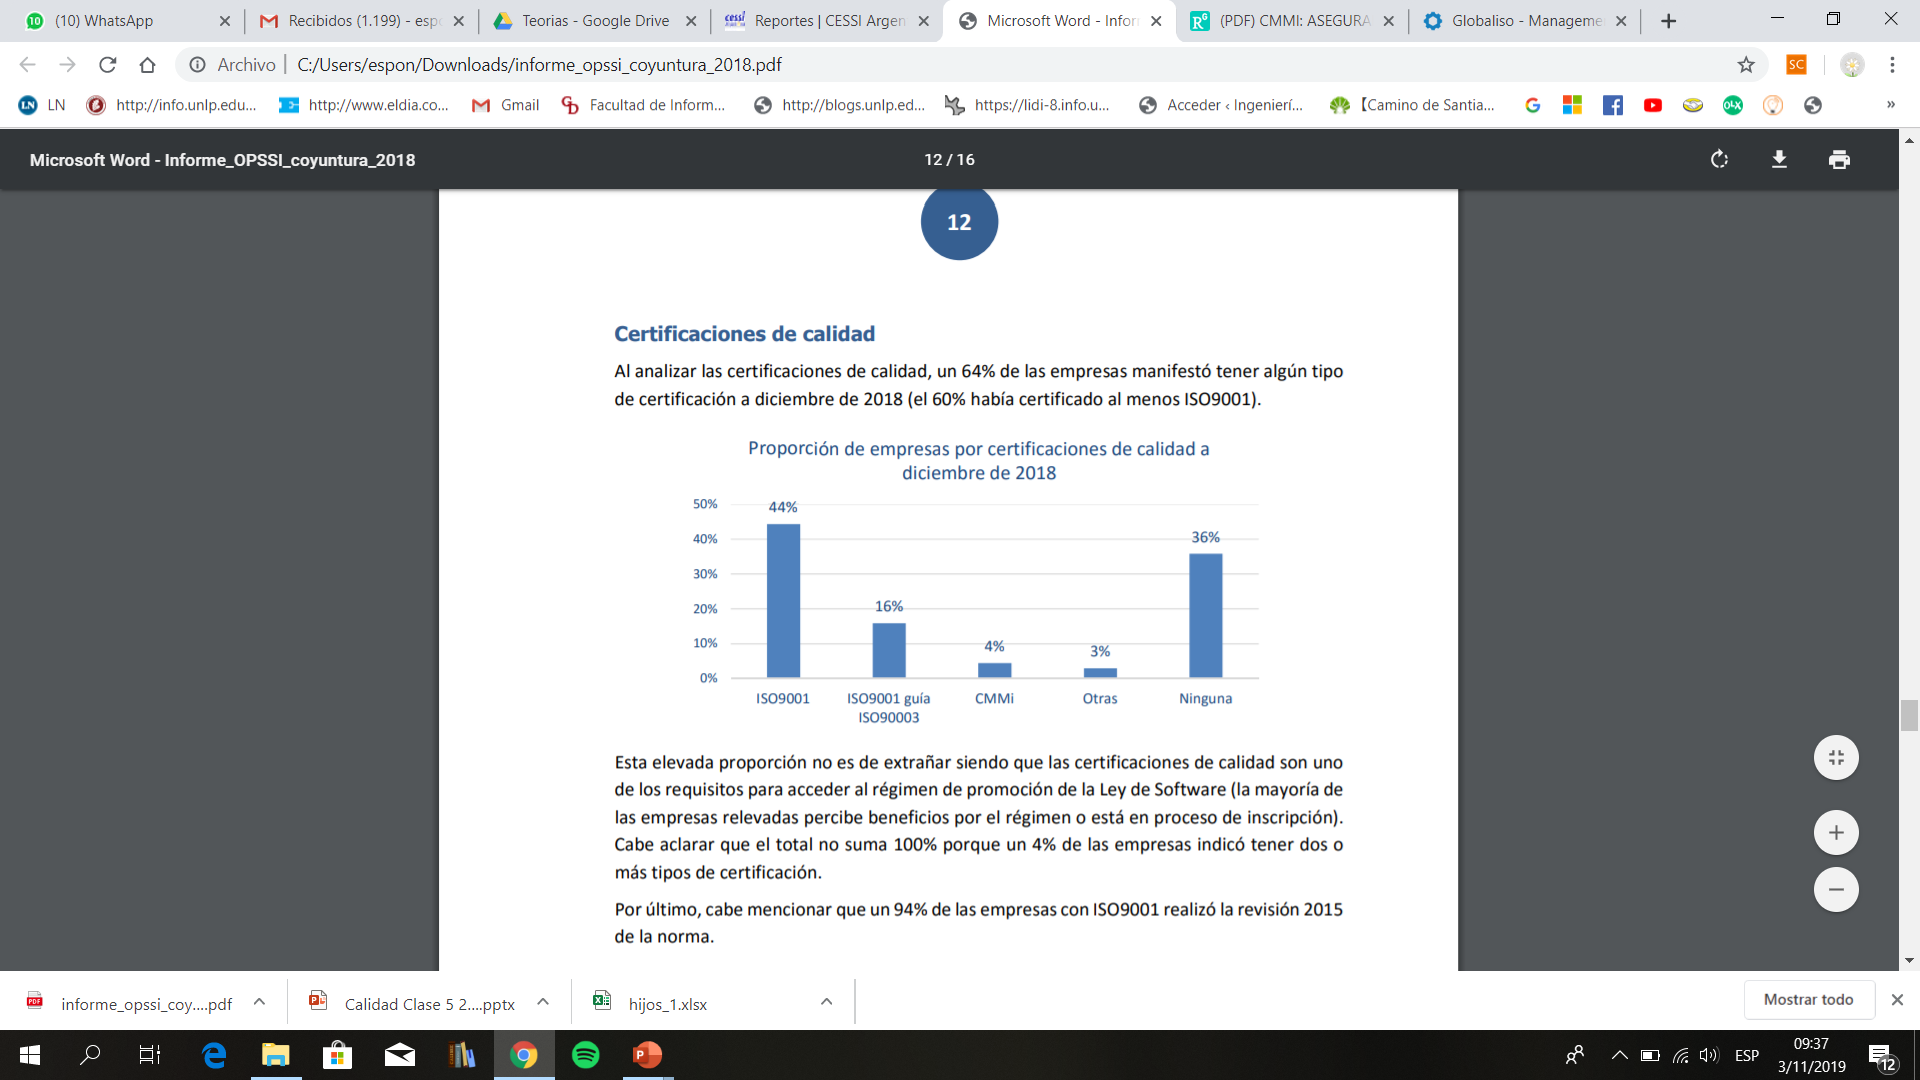 (10) WhatsApp
Recibidos (1.199) - esp
Teorias - Google Drive
cessi Reportes | CESSI Argen
Microsoft Word - Infor
(PDF) CMMI: ASEGURA
Globaliso - Manageme
Archivo | C:/Users/espon/Downloads/informe_opssi_coyuntura_2018.pdf
SC
LN LN
http://info.unlp.edu...
http://www.eldia.co...
Gmail
Facultad de Inform...
http://blogs.unlp.ed...
https://lidi-8.info.u...
Acceder ‹ Ingenierí...
【Camino de Santia...
OLX
»
Microsoft Word - Informe_OPSSI_coyuntura_2018
12 / 16
12
Certificaciones de calidad
Al analizar las certificaciones de calidad, un 64% de las empresas manifestó tener algún tipo
de certificación a diciembre de 2018 (el 60% había certificado al menos ISO9001).
Proporción de empresas por certificaciones de calidad a
diciembre de 2018
50%
40%
30%
20%
10%
0%
44%
16%
4%
3%
36%
ISO9001
ISO9001 guía
ISO90003
CMMi
Otras
Ninguna
Esta elevada proporción no es de extrañar siendo que las certificaciones de calidad son uno
de los requisitos para acceder al régimen de promoción de la Ley de Software (la mayoría de
las empresas relevadas percibe beneficios por el régimen o está en proceso de inscripción).
Cabe aclarar que el total no suma 100% porque un 4% de las empresas indicó tener dos o
más tipos de certificación.
Por último, cabe mencionar que un 94% de las empresas con ISO9001 realizó la revisión 2015
de la norma.
informe_opssi_coy....pdf
Calidad Clase 5 2....pptx
hijos_1.xlsx
Mostrar todo
ESP
09:37
3/11/2019
12